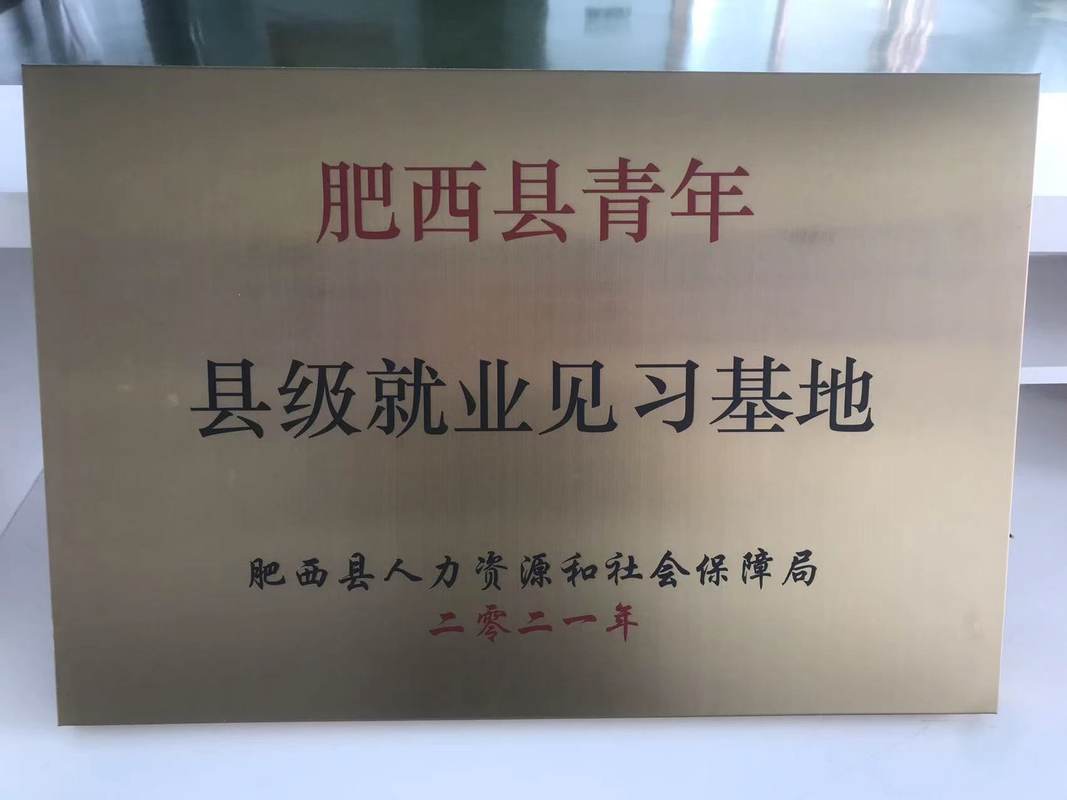 肥西县青年
县级就业见习基地
肥西县人力资源和社会保障局
二零二一年